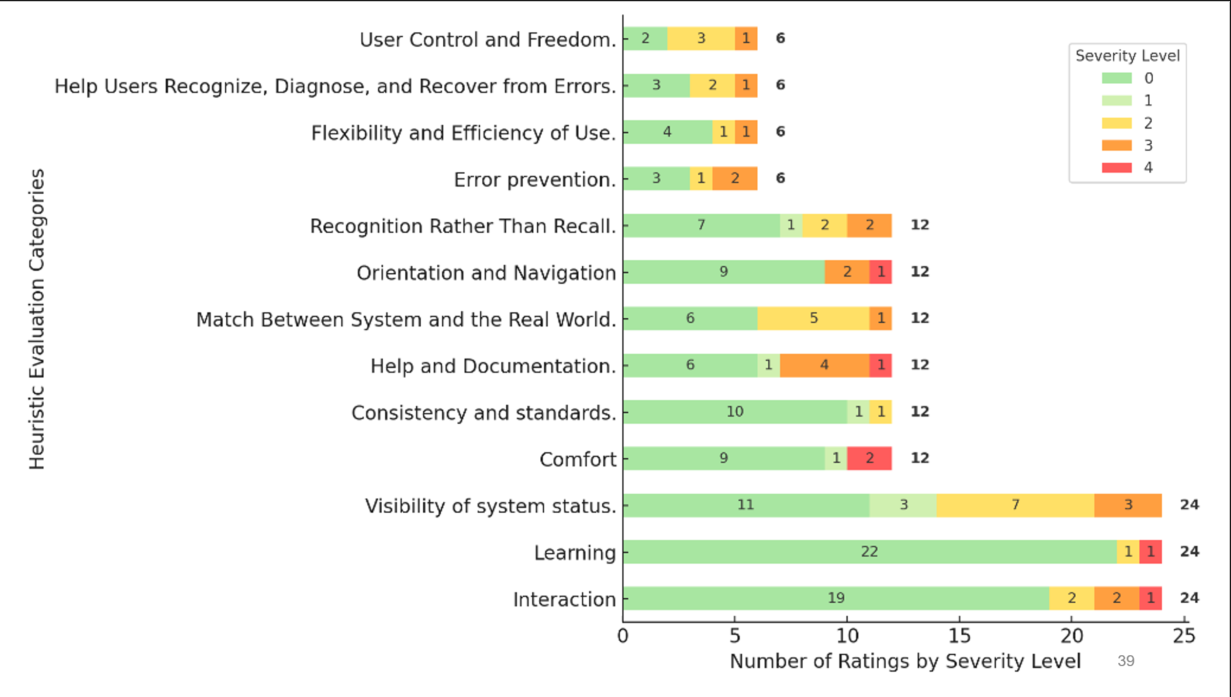 User Control and Freedom. 2 3 1 6
Help Users Recognize, Diagnose, and Recover from Errors. 3 2 1 6
Flexibility and Efficiency of Use. 4 1 1 6
Error prevention. 3 1 2 6
Recognition Rather Than Recall. 7 1 2 2 12
Orientation and Navigation 9 2 1 12
Match Between System and the Real World. 6 5 1 12
Help and Documentation. 6 1 4 1 12
Consistency and standards. 10 1 1 12
Comfort 9 1 2 12
Visibility of system status. 11 3 7 3 24
Learning 22 1 1 24
Interaction 19 2 2 1 24
0 5 10 15 20 25
Number of Ratings by Severity Level
39
Heuristic Evaluation Categories
Severity Level
0
1
2
3
4